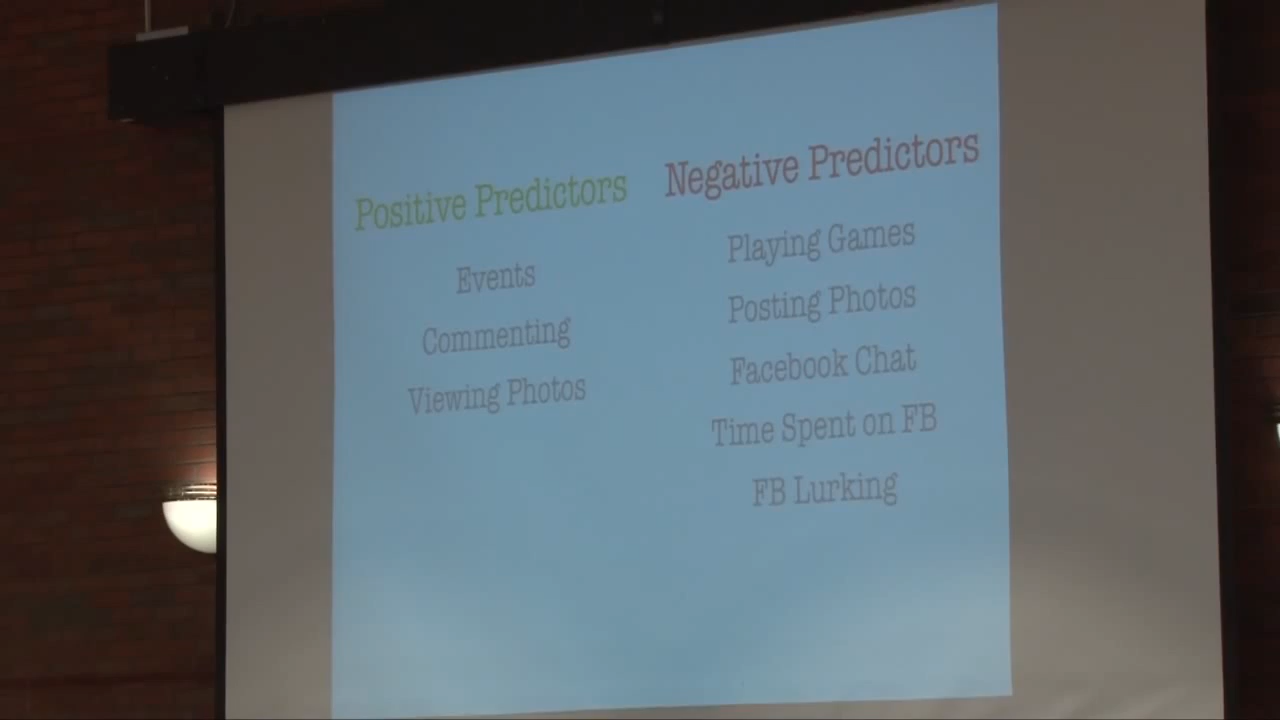 Positive Predictors
Events
Commenting
Viewing Photos
Negative Predictors
Playing Games
Posting Photos
Facebook Chat
Time Spent on FB
FB Lurking